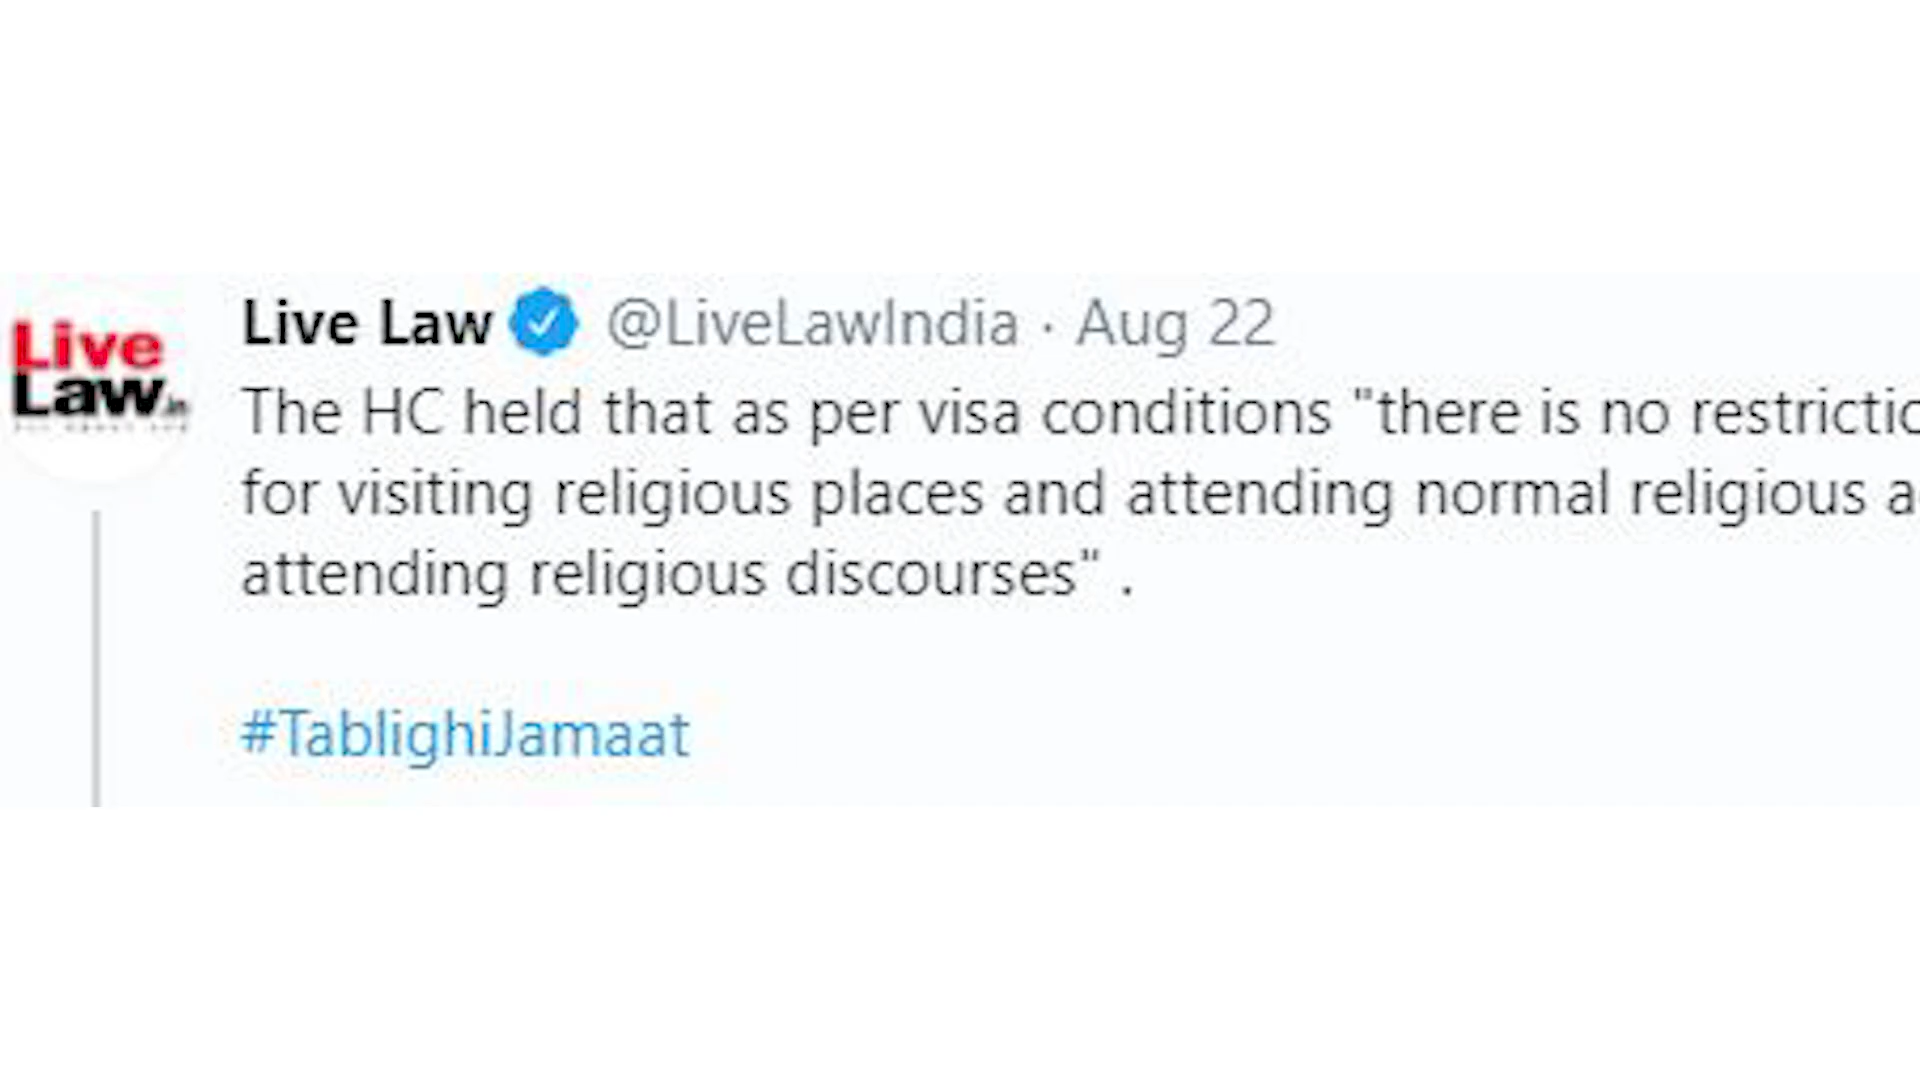 Live Law @LiveLawIndia · Aug 22
Live
Law.in
The HC held that as per visa conditions "there is no restrictio
for visiting religious places and attending normal religious a
attending religious discourses" .
#TablighiJamaat